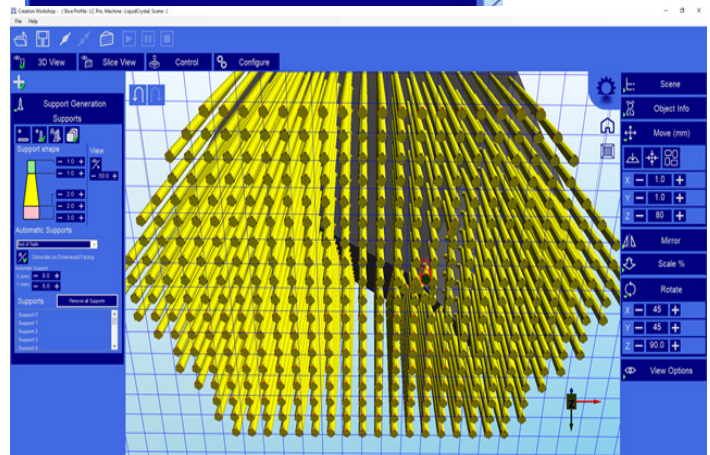 Creation Workshop - ( Slice Profile : LC Pro, Machine : LiquidCrystal, Scene : )
File Help
3D View
Slice View
Control
Configure
Support Generation
Supports
Support shape
View
1.0
1.0
50.0
2.0
2.0
3.0
Automatic Supports
Bed of Nails
Generate on Downward Facing
Automatic Support
8.0
8.0
Supports
Remove all Supports
Support 0
Support 1
Support 2
Support 3
Support 4
Scene
Object Info
Move (mm)
X 1.0
Y 1.0
Z 80
Mirror
Scale %
Rotate
X 45
Y 45
Z 90.0
View Options